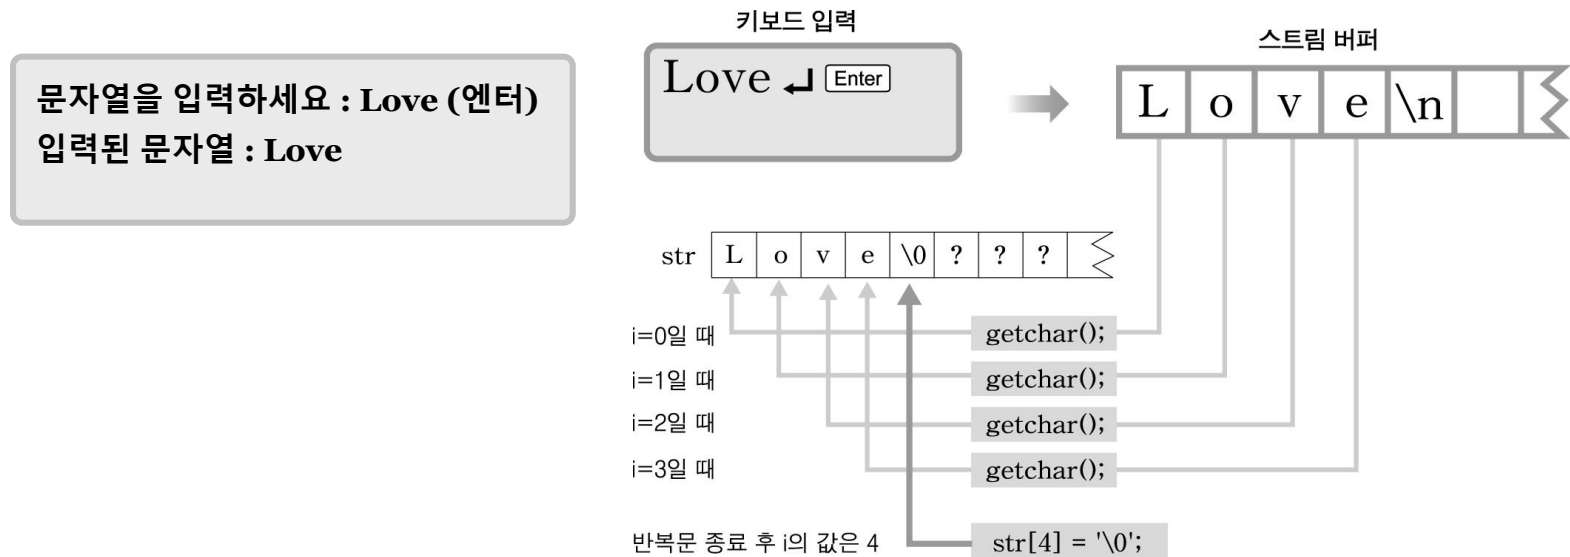 문자열을 입력하세요 : Love (엔터)
입력된 문자열 : Love
키보드 입력
Love Enter
스트림 버퍼
L o v e \n
str L o v e \0 ? ? ?
i=0일 때 getchar();
i=1일 때 getchar();
i=2일 때 getchar();
i=3일 때 getchar();
반복문 종료 후 i의 값은 4 str[4] = '\0';